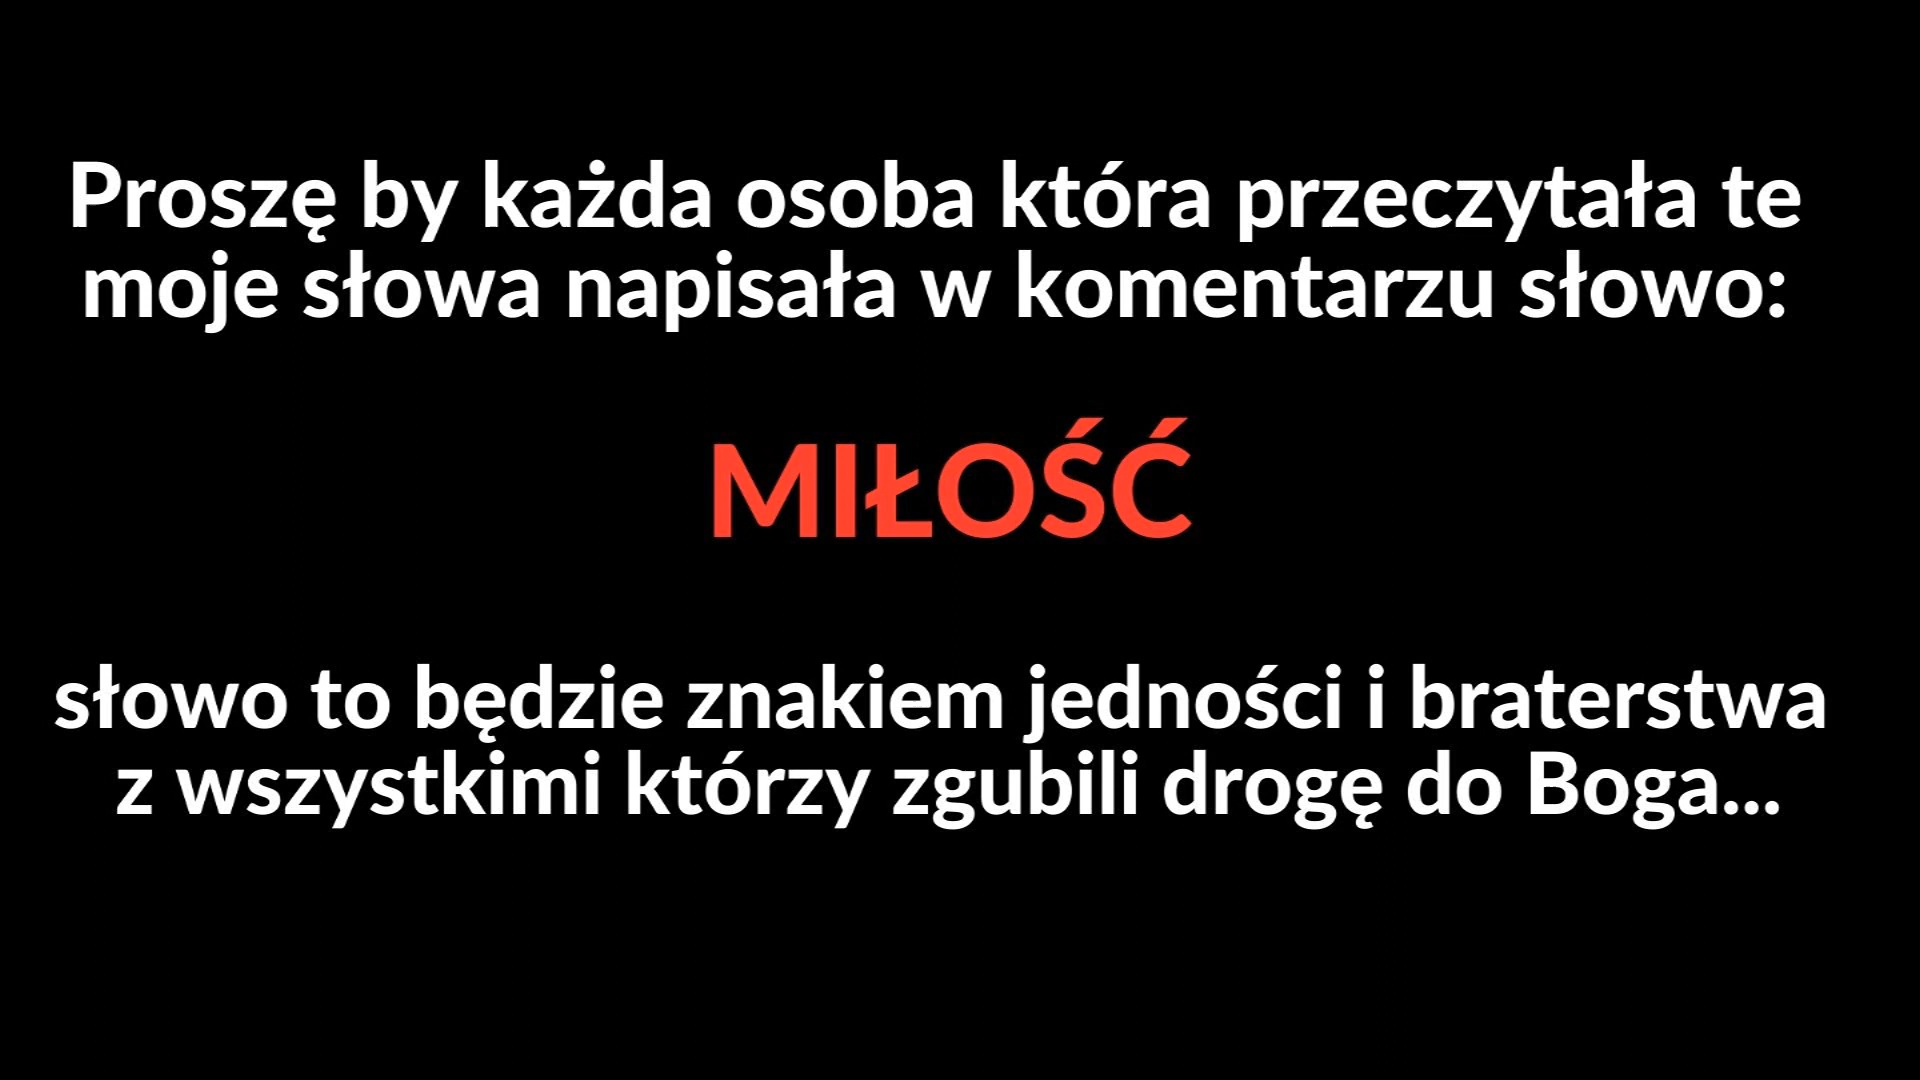 Proszę by każda osoba która przeczytała te
moje słowa napisała w komentarzu słowo:
MIŁOŚĆ
słowo to będzie znakiem jedności i braterstwa
z wszystkimi którzy zgubili drogę do Boga...